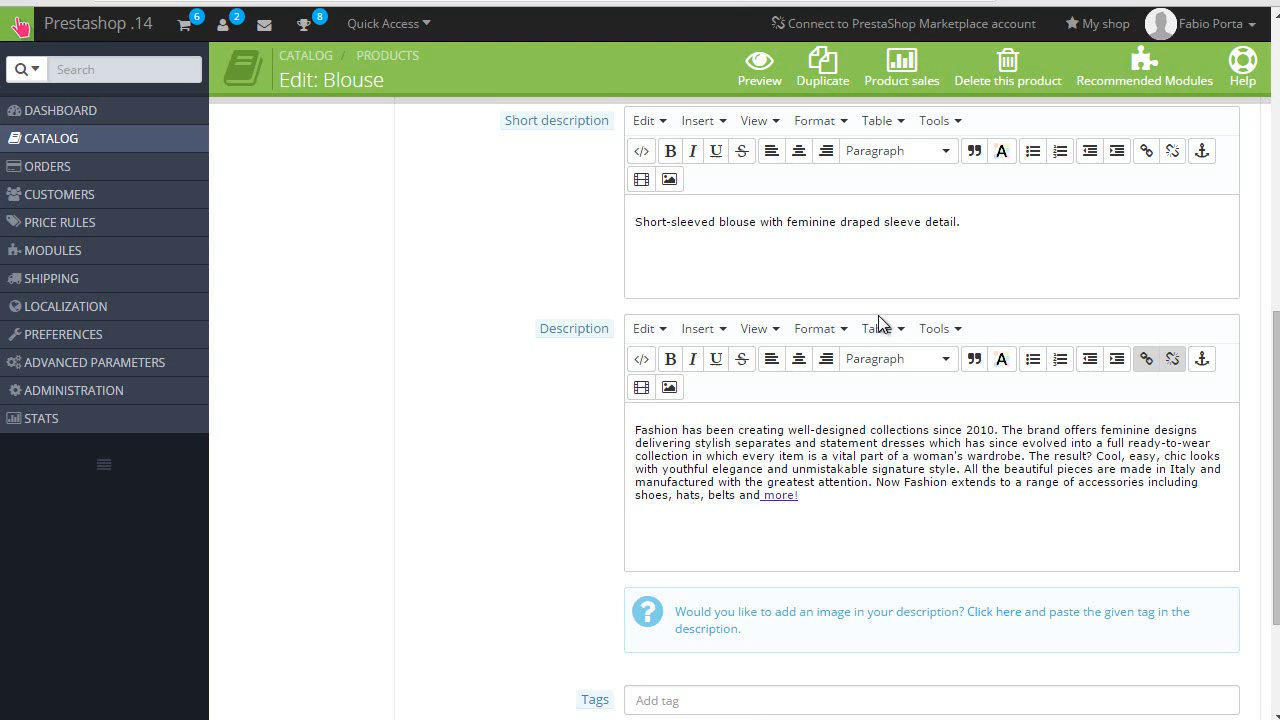 Prestashop .14
6
2
8
Quick Access
Connect to PrestaShop Marketplace account
My shop
Fabio Porta
Search
CATALOG / PRODUCTS
Edit: Blouse
Preview
Duplicate
Product sales
Delete this product
Recommended Modules
Help
DASHBOARD
CATALOG
ORDERS
CUSTOMERS
PRICE RULES
MODULES
SHIPPING
LOCALIZATION
PREFERENCES
ADVANCED PARAMETERS
ADMINISTRATION
STATS
Short description
Edit Insert View Format Table Tools
B I U S Paragraph A
Short-sleeved blouse with feminine draped sleeve detail.
Description
Edit Insert View Format Table Tools
B I U S Paragraph A
Fashion has been creating well-designed collections since 2010. The brand offers feminine designs
delivering stylish separates and statement dresses which has since evolved into a full ready-to-wear
collection in which every item is a vital part of a woman's wardrobe. The result? Cool, easy, chic looks
with youthful elegance and unmistakable signature style. All the beautiful pieces are made in Italy and
manufactured with the greatest attention. Now Fashion extends to a range of accessories including
shoes, hats, belts and more!
? Would you like to add an image in your description? Click here and paste the given tag in the
description.
Tags
Add tag